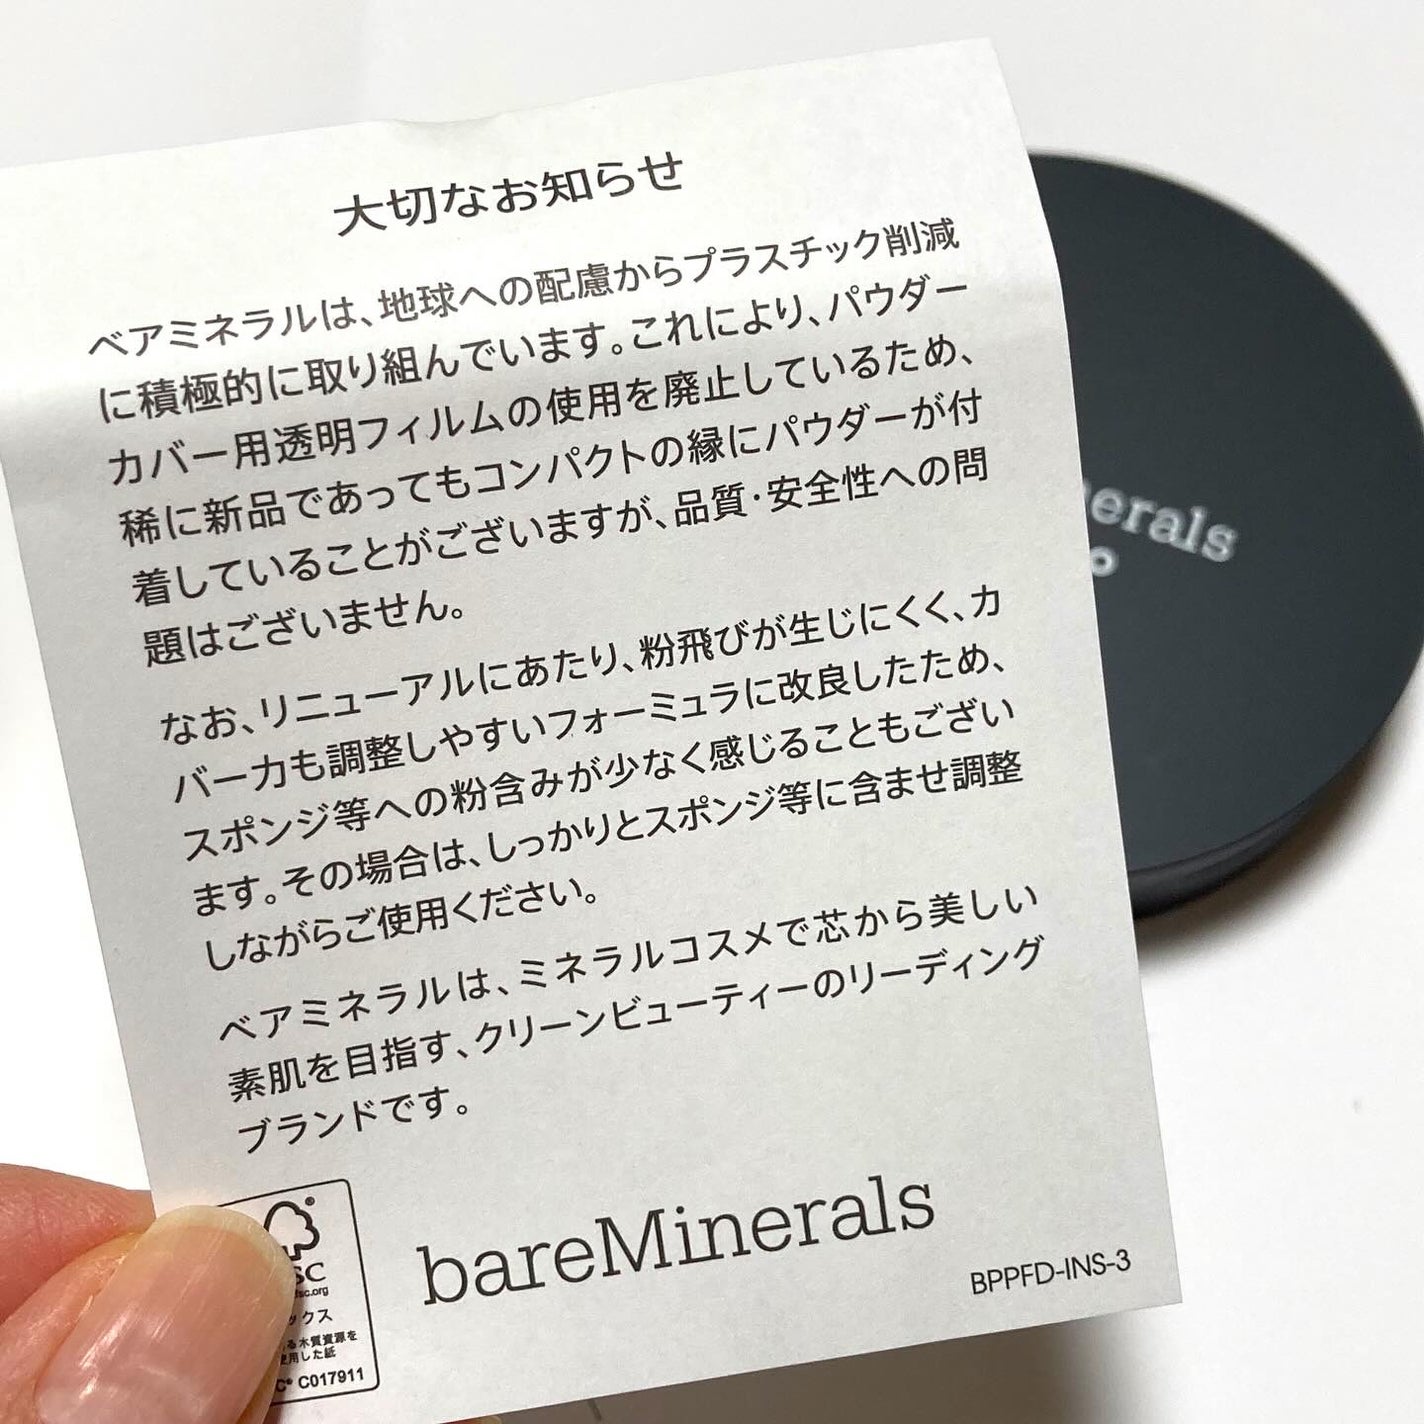 大切なお知らせ
ベアミネラルは、地球への配慮からプラスチック削減
に積極的に取り組んでいます。これにより、パウダー
カバー用透明フィルムの使用を廃止しているため、
稀に新品であってもコンパクトの縁にパウダーが付
着していることがございますが、品質・安全性への問
題はございません。
なお、リニューアルにあたり、粉飛びが生じにくく、カ
バー力も調整しやすいフォーミュラに改良したため、
スポンジ等への粉含みが少なく感じることもござい
ます。その場合は、しっかりとスポンジ等に含ませ調整
しながらご使用ください。
ベアミネラルは、ミネラルコスメで芯から美しい
素肌を目指す、クリーンビューティーのリーディング
ブランドです。
bareMinerals
BPPFD-INS-3
木質資源を
使用した紙
C017911
nerals